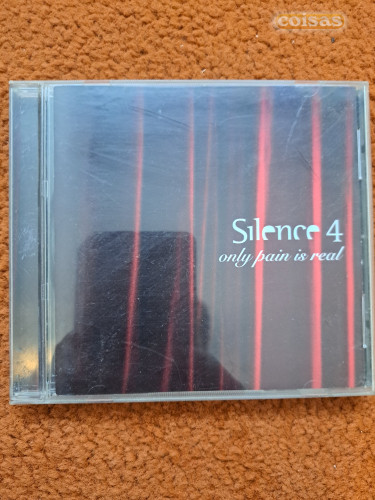 coisas
Silence 4
only pain is real